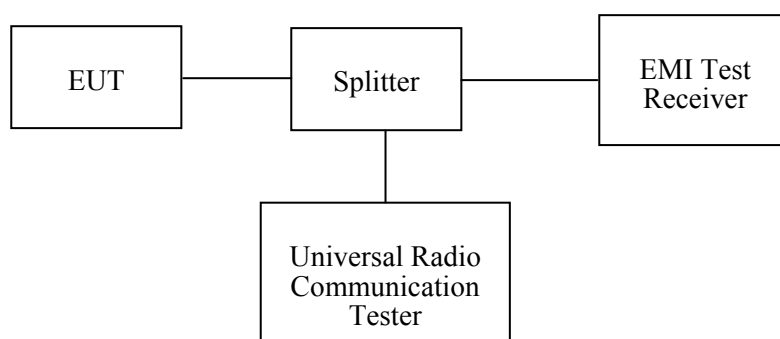 EUT
Splitter
EMI Test
Receiver
Universal Radio
Communication
Tester